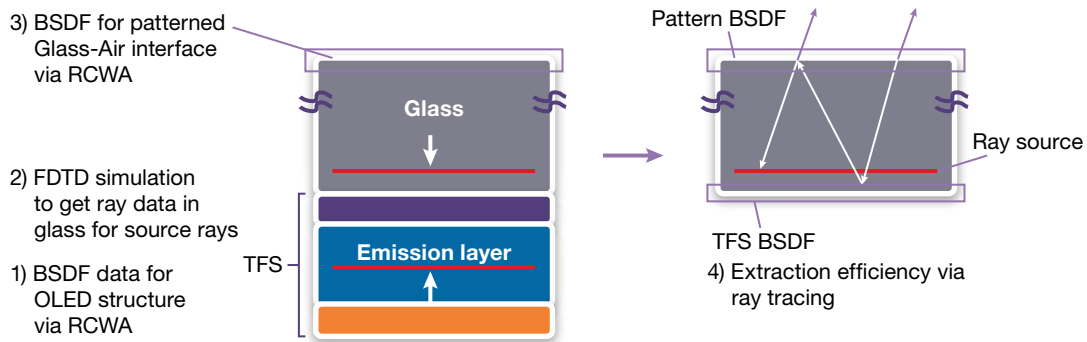 3) BSDF for patterned
Glass-Air interface
via RCWA
2) FDTD simulation
to get ray data in
glass for source rays
1) BSDF data for
OLED structure
via RCWA
TFS
Glass
Emission layer
Pattern BSDF
Ray source
TFS BSDF
4) Extraction efficiency via
ray tracing